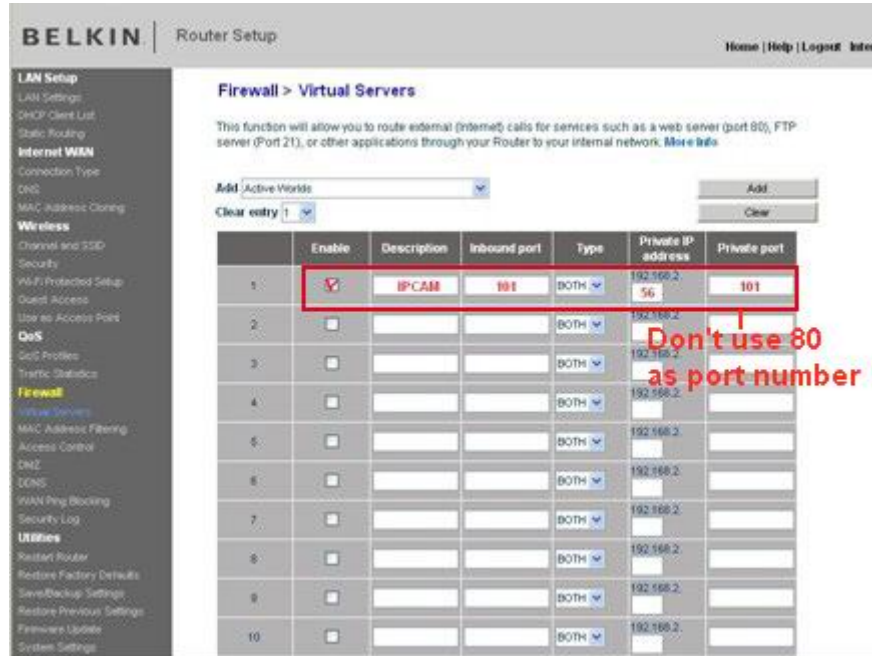 BELKIN Router Setup
Home | Help | Logout Inter
LAN Setup
LAN Settings
DHCP Client List
Static Routing
Internet WAN
Connection Type
DNS
MAC Address Cloning
Wireless
Channel and SSID
Security
Wi-Fi Protected Setup
Guest Access
Use as Access Point
QoS
QoS Profiles
Traffic Statistics
Firewall
Virtual Servers
MAC Address Filtering
Access Control
DMZ
DDNS
WAN Ping Blocking
Security Log
Utilities
Restart Router
Restore Factory Defaults
Save/Backup Settings
Restore Previous Settings
Firmware Update
System Settings
Firewall > Virtual Servers
This function will allow you to route external (Internet) calls for services such as a web server (port 80), FTP
server (Port 21), or other applications through your Router to your internal network. More Info
Add Active Worlds Add
Clear entry 1 Clear
Enable Description Inbound port Type Private IP address Private port
1 IPCAM 101 BOTH 192.168.2. 56 101
2 BOTH 192.168.2.
Don't use 80
as port number
3 BOTH 192.168.2.
4 BOTH 192.168.2.
5 BOTH 192.168.2.
6 BOTH 192.168.2.
7 BOTH 192.168.2.
8 BOTH 192.168.2.
9 BOTH 192.168.2.
10 BOTH 192.168.2.